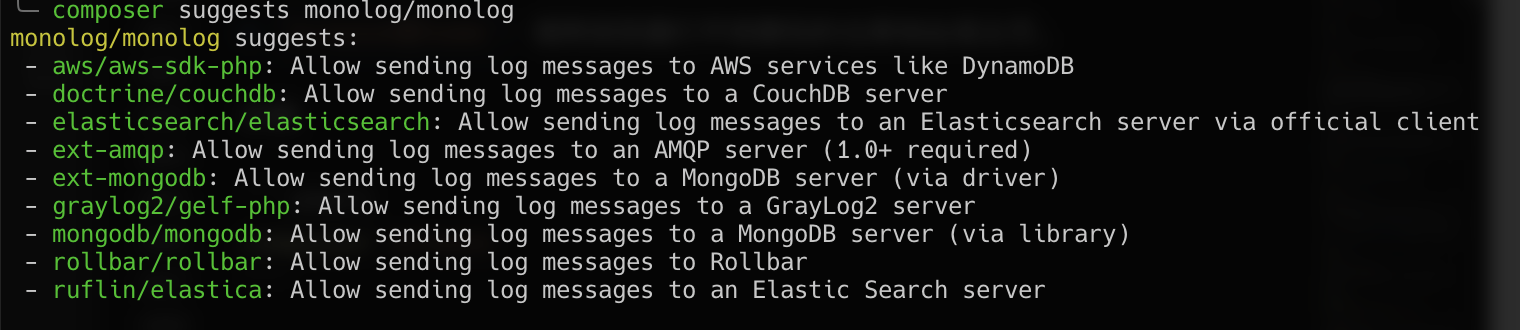 composer suggests monolog/monolog
monolog/monolog suggests:
- aws/aws-sdk-php: Allow sending log messages to AWS services like DynamoDB
- doctrine/couchdb: Allow sending log messages to a CouchDB server
- elasticsearch/elasticsearch: Allow sending log messages to an Elasticsearch server via official client
- ext-amqp: Allow sending log messages to an AMQP server (1.0+ required)
- ext-mongodb: Allow sending log messages to a MongoDB server (via driver)
- graylog2/gelf-php: Allow sending log messages to a GrayLog2 server
- mongodb/mongodb: Allow sending log messages to a MongoDB server (via library)
- rollbar/rollbar: Allow sending log messages to Rollbar
- ruflin/elastica: Allow sending log messages to an Elastic Search server